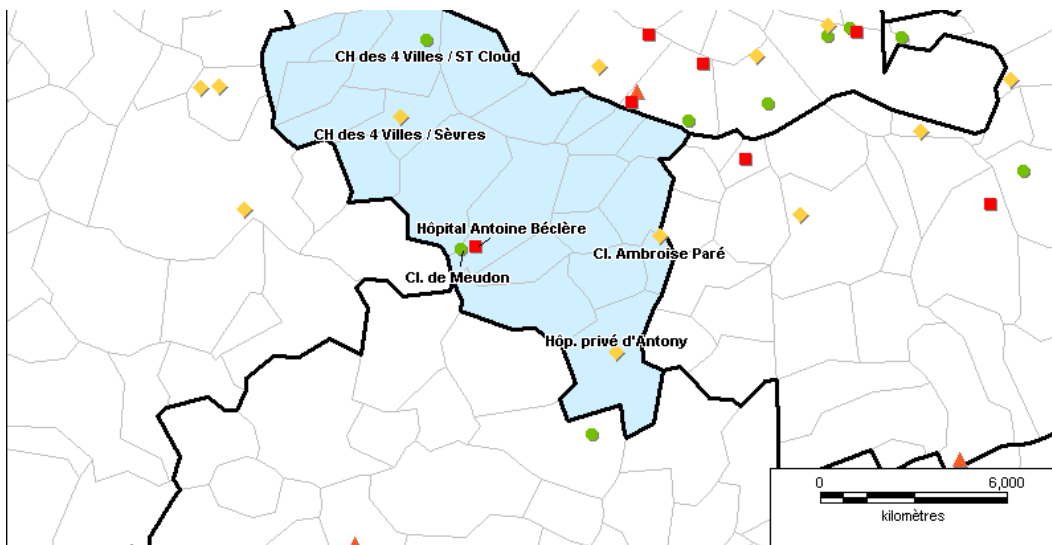 CH des 4 Villes / ST Cloud
CH des 4 Villes / Sèvres
Hôpital Antoine Béclère
Cl. Ambroise Paré
Cl. de Meudon
Hôp. privé d'Antony
0 6,000
kilomètres